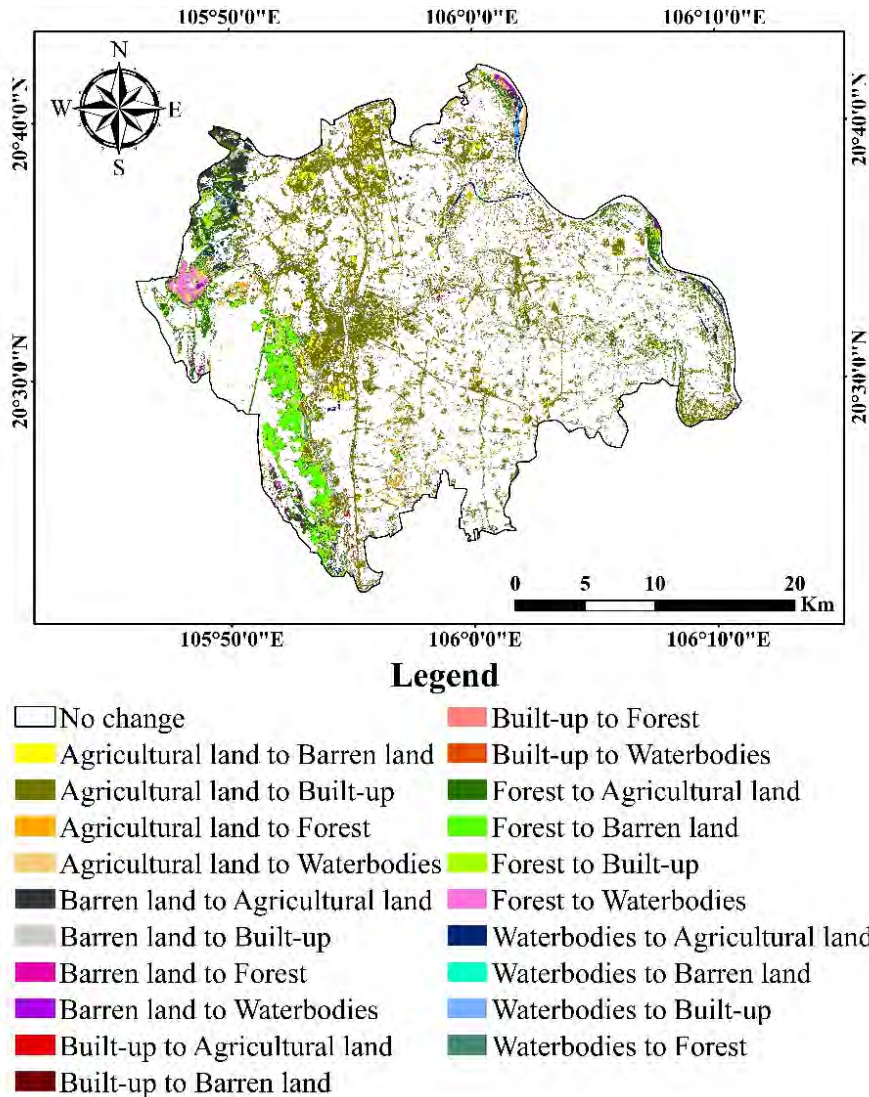 105°50'0"E 106°0'0"E 106°10'0"E
N
W E
S
20°40'0"N 20°40'0"N
20°30'0"N 20°30'0"N
0 5 10 20
Km
105°50'0"E 106°0'0"E 106°10'0"E
Legend
No change
Agricultural land to Barren land
Agricultural land to Built-up
Agricultural land to Forest
Agricultural land to Waterbodies
Barren land to Agricultural land
Barren land to Built-up
Barren land to Forest
Barren land to Waterbodies
Built-up to Agricultural land
Built-up to Barren land
Built-up to Forest
Built-up to Waterbodies
Forest to Agricultural land
Forest to Barren land
Forest to Built-up
Forest to Waterbodies
Waterbodies to Agricultural land
Waterbodies to Barren land
Waterbodies to Built-up
Waterbodies to Forest